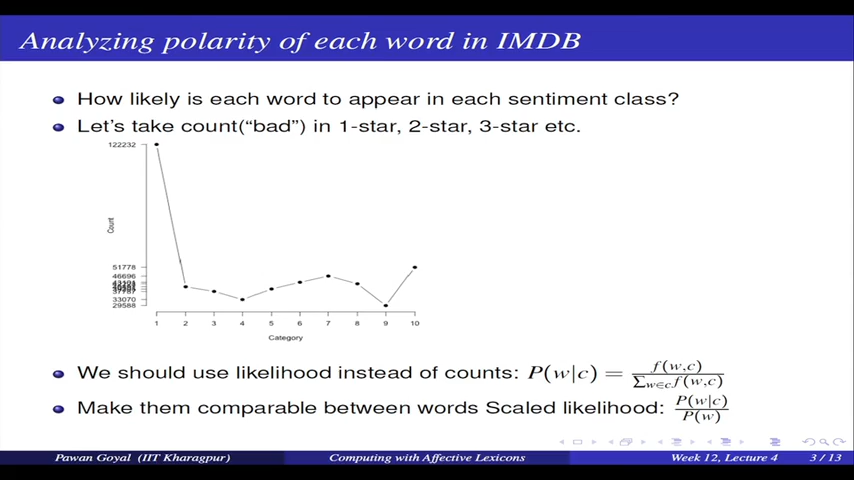 Analyzing polarity of each word in IMDB
How likely is each word to appear in each sentiment class?
Let's take count("bad") in 1-star, 2-star, 3-star etc.
122232
Count
51778
46696
33070
29588
1 2 3 4 5 6 7 8 9 10
Category
We should use likelihood instead of counts: P(w|c) = f(w,c) / Σw∈c f(w,c)
Make them comparable between words Scaled likelihood: P(w|c) / P(w)
Pawan Goyal (IIT Kharagpur) Computing with Affective Lexicons Week 12, Lecture 4 3 / 13